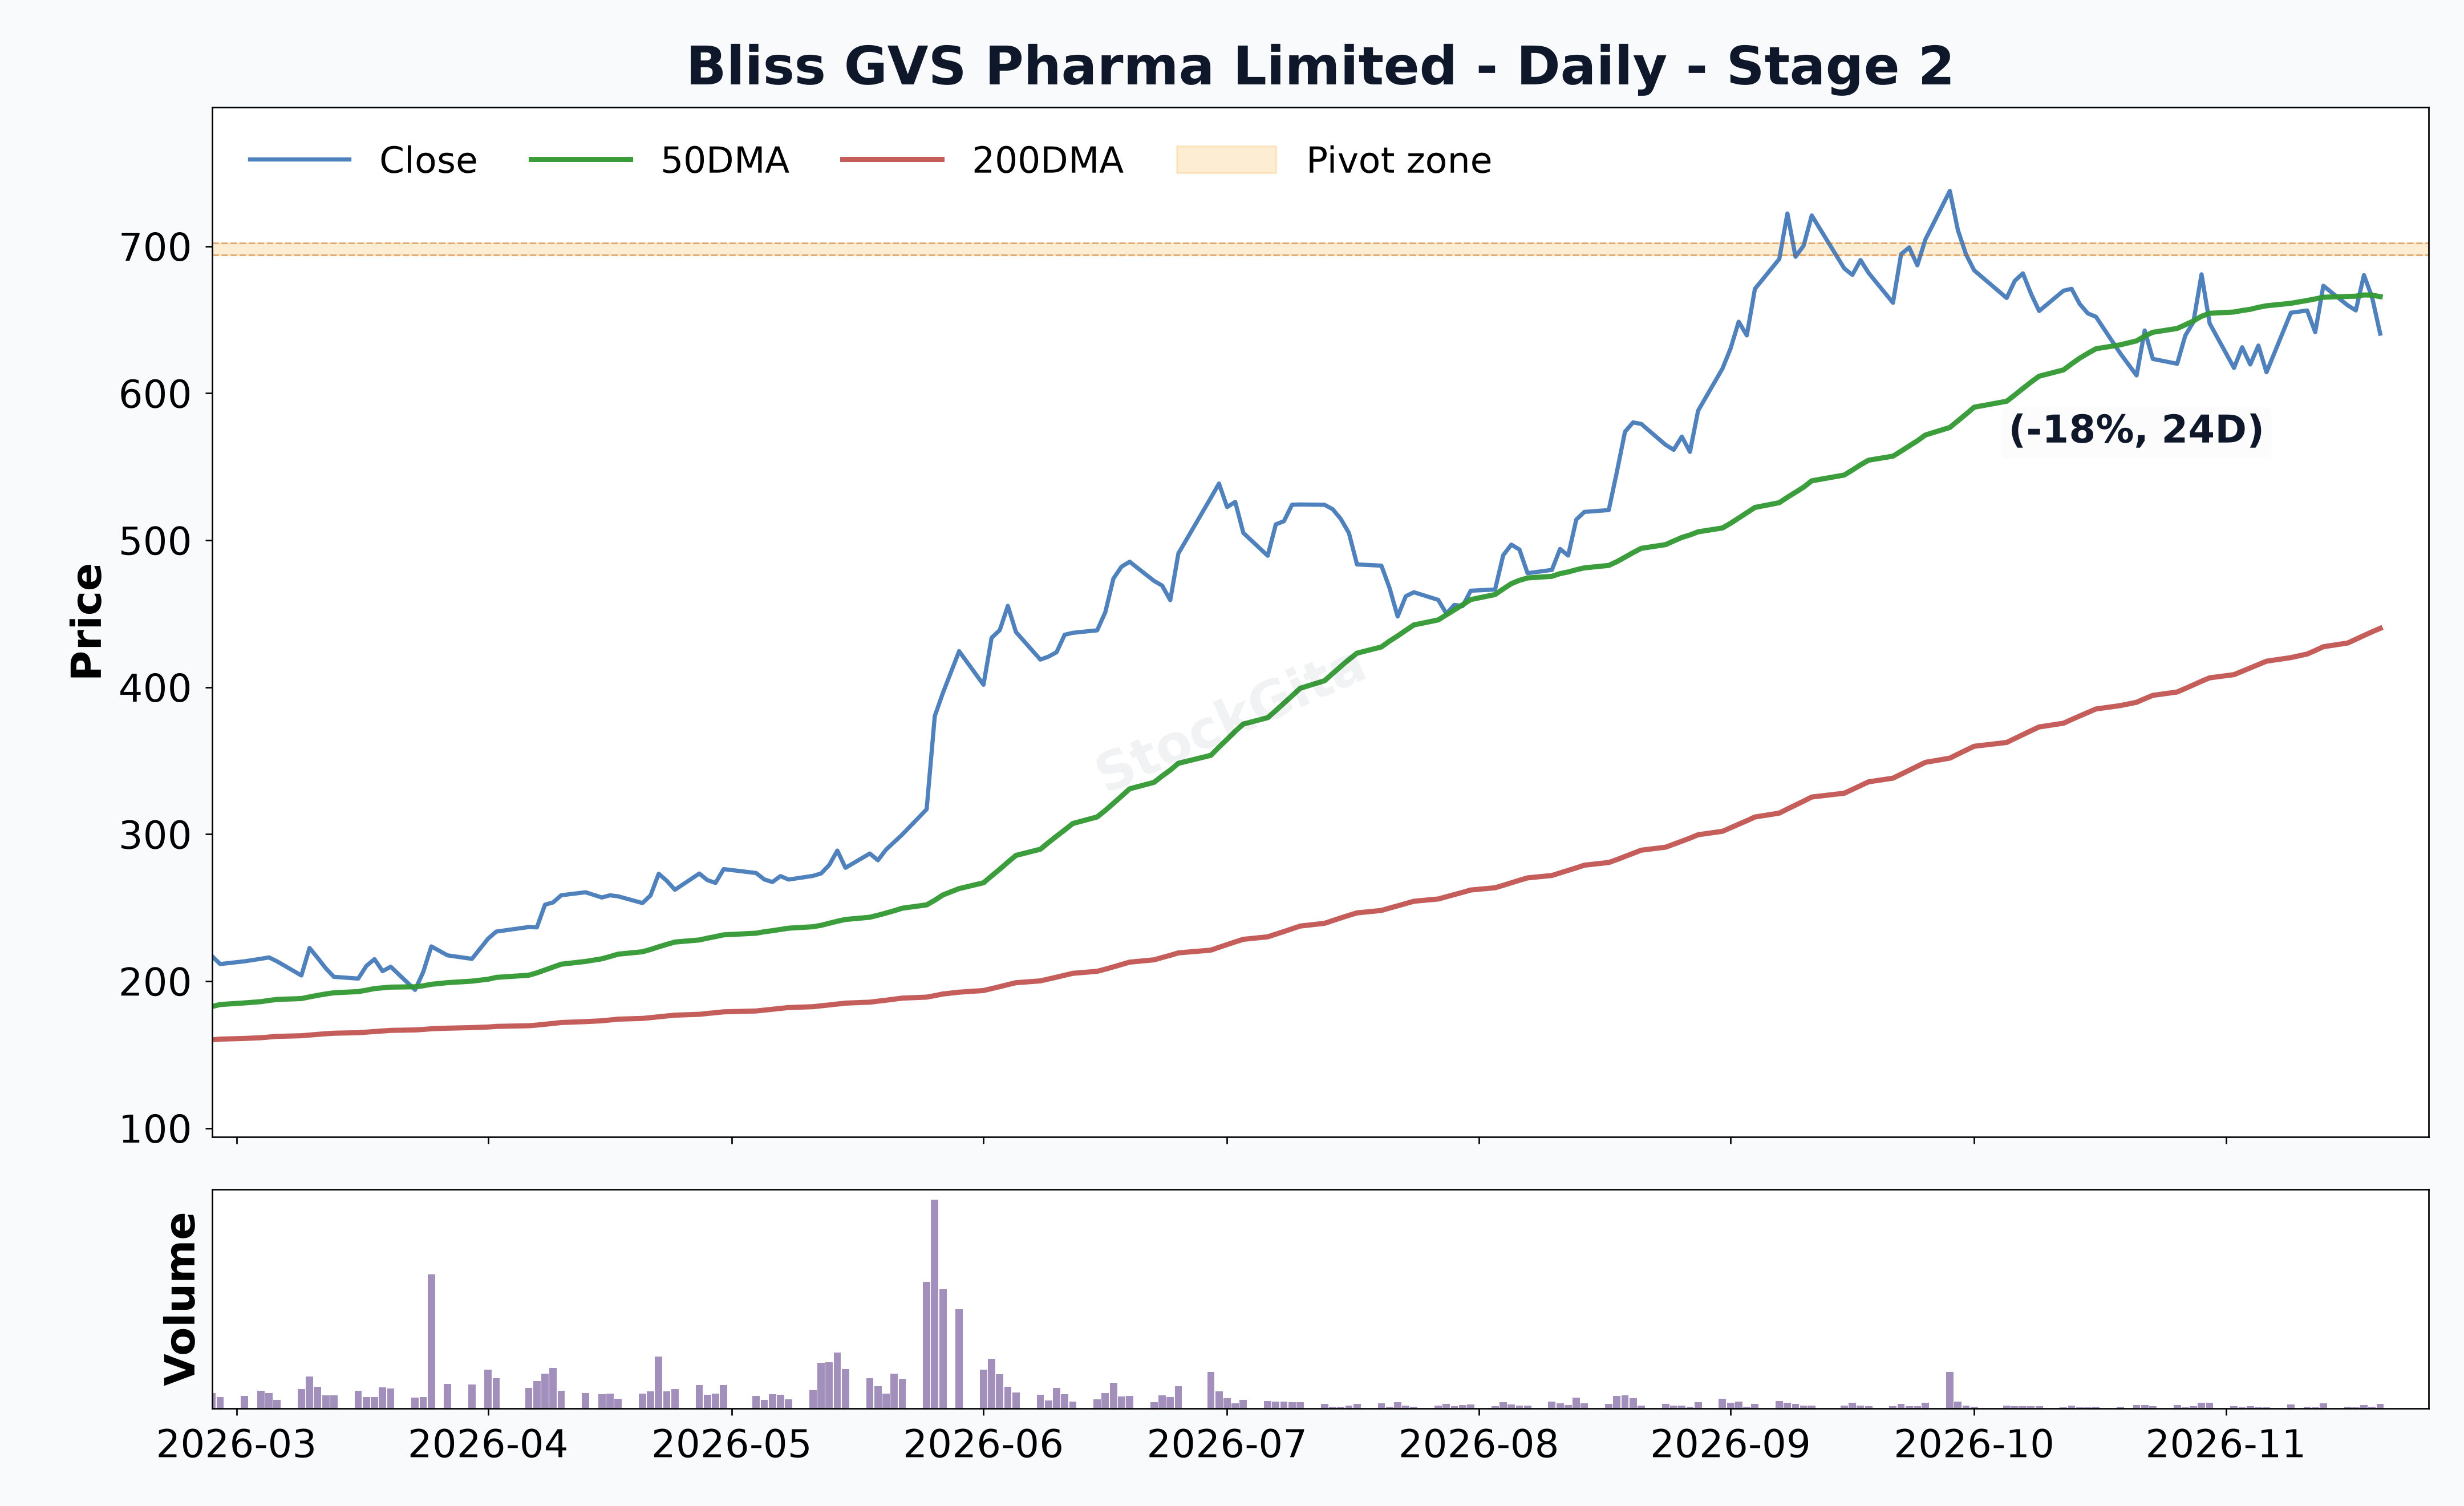 Bliss GVS Pharma Limited - Daily - Stage 2
Close 50DMA 200DMA Pivot zone
700
600
500
400
300
200
100
Price
(-18%, 24D)
StockGita
Volume
2026-03 2026-04 2026-05 2026-06 2026-07 2026-08 2026-09 2026-10 2026-11